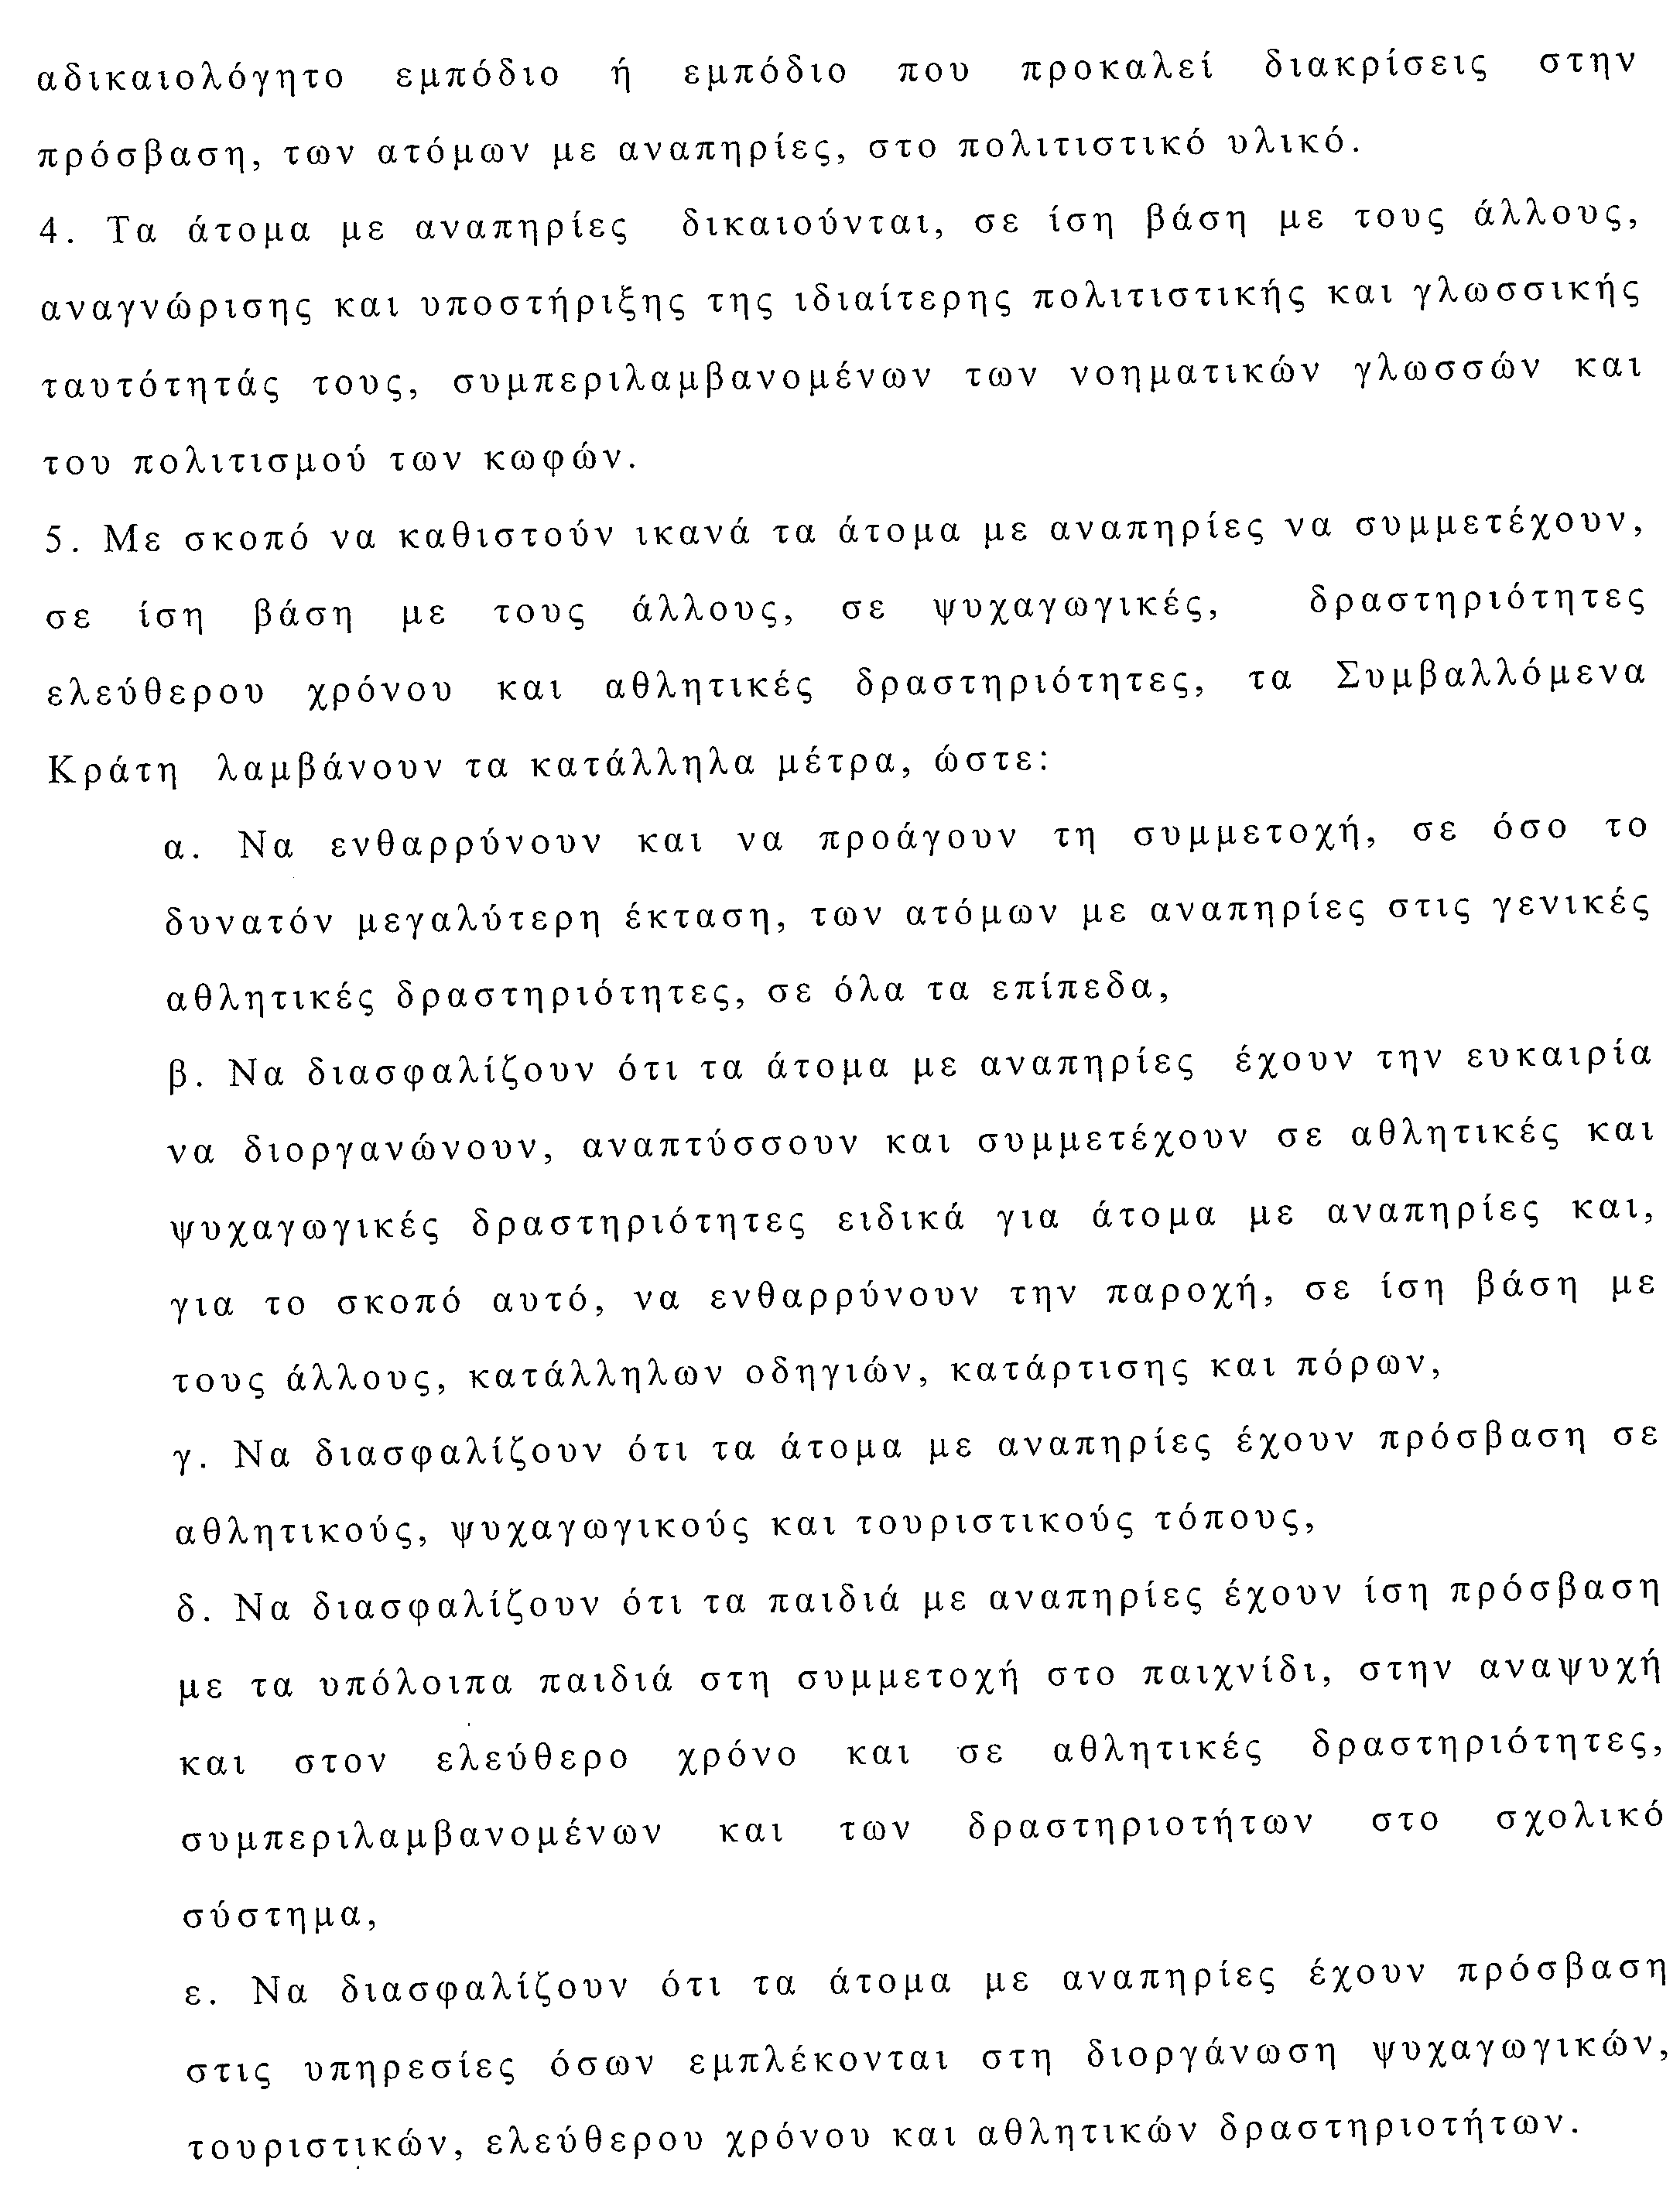 αδικαιολόγητο εμπόδιο ή εμπόδιο που προκαλεί διακρίσεις στην
πρόσβαση, των ατόμων με αναπηρίες, στο πολιτιστικό υλικό.
4. Τα άτομα με αναπηρίες δικαιούνται, σε ίση βάση με τους άλλους,
αναγνώρισης και υποστήριξης της ιδιαίτερης πολιτιστικής και γλωσσικής
ταυτότητάς τους, συμπεριλαμβανομένων των νοηματικών γλωσσών και
του πολιτισμού των κωφών.
5. Με σκοπό να καθιστούν ικανά τα άτομα με αναπηρίες να συμμετέχουν,
σε ίση βάση με τους άλλους, σε ψυχαγωγικές, δραστηριότητες
ελεύθερου χρόνου και αθλητικές δραστηριότητες, τα Συμβαλλόμενα
Κράτη λαμβάνουν τα κατάλληλα μέτρα, ώστε:
α. Να ενθαρρύνουν και να προάγουν τη συμμετοχή, σε όσο το
δυνατόν μεγαλύτερη έκταση, των ατόμων με αναπηρίες στις γενικές
αθλητικές δραστηριότητες, σε όλα τα επίπεδα,
β. Να διασφαλίζουν ότι τα άτομα με αναπηρίες έχουν την ευκαιρία
να διοργανώνουν, αναπτύσσουν και συμμετέχουν σε αθλητικές και
ψυχαγωγικές δραστηριότητες ειδικά για άτομα με αναπηρίες και,
για το σκοπό αυτό, να ενθαρρύνουν την παροχή, σε ίση βάση με
τους άλλους, κατάλληλων οδηγιών, κατάρτισης και πόρων,
γ. Να διασφαλίζουν ότι τα άτομα με αναπηρίες έχουν πρόσβαση σε
αθλητικούς, ψυχαγωγικούς και τουριστικούς τόπους,
δ. Να διασφαλίζουν ότι τα παιδιά με αναπηρίες έχουν ίση πρόσβαση
με τα υπόλοιπα παιδιά στη συμμετοχή στο παιχνίδι, στην αναψυχή
και στον ελεύθερο χρόνο και σε αθλητικές δραστηριότητες,
συμπεριλαμβανομένων και των δραστηριοτήτων στο σχολικό
σύστημα,
ε. Να διασφαλίζουν ότι τα άτομα με αναπηρίες έχουν πρόσβαση
στις υπηρεσίες όσων εμπλέκονται στη διοργάνωση ψυχαγωγικών,
τουριστικών, ελεύθερου χρόνου και αθλητικών δραστηριοτήτων.